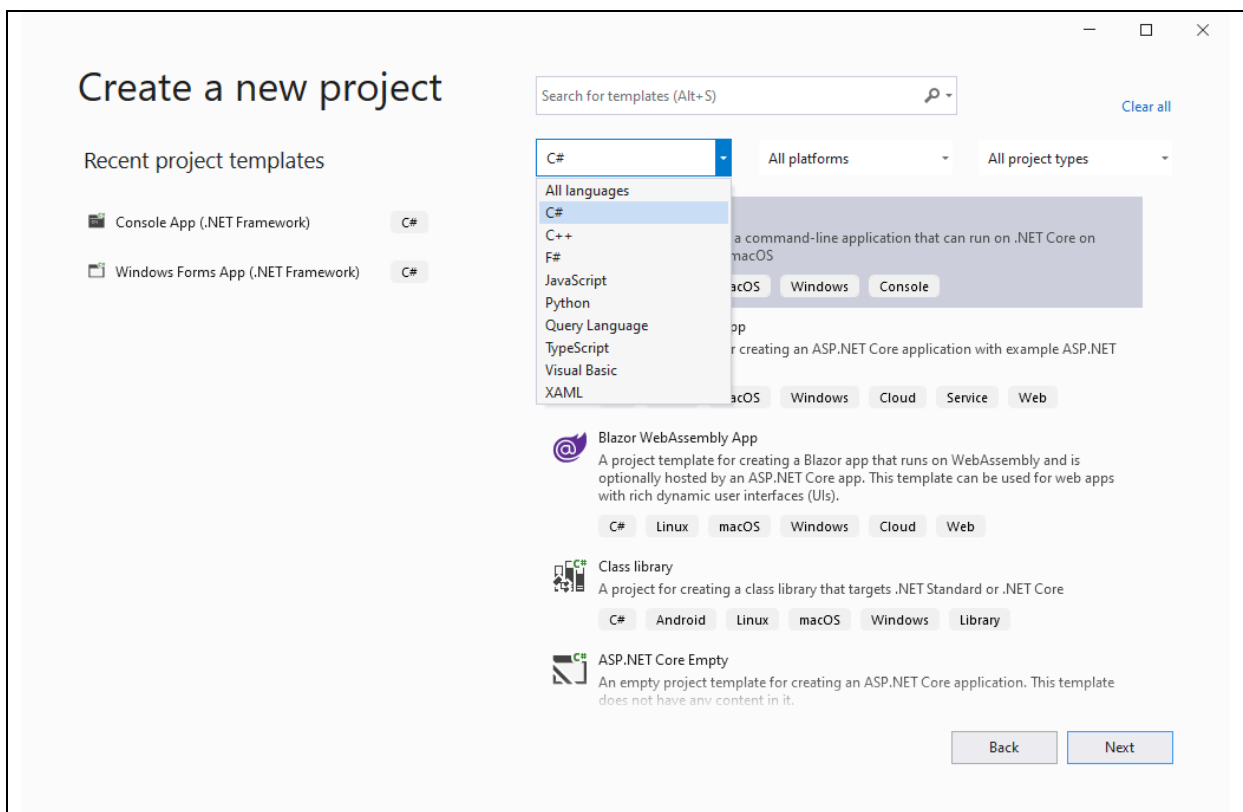 Create a new project
Search for templates (Alt+S)
Clear all
Recent project templates
C#
All platforms
All project types
Console App (.NET Framework)
C#
Windows Forms App (.NET Framework)
C#
All languages
C#
C++
F#
JavaScript
Python
Query Language
TypeScript
Visual Basic
XAML
a command-line application that can run on .NET Core on
macOS
Windows
Console
creating an ASP.NET Core application with example ASP.NET
Windows
Cloud
Service
Web
Blazor WebAssembly App
A project template for creating a Blazor app that runs on WebAssembly and is
optionally hosted by an ASP.NET Core app. This template can be used for web apps
with rich dynamic user interfaces (UIs).
C#
Linux
macOS
Windows
Cloud
Web
C#
Class library
A project for creating a class library that targets .NET Standard or .NET Core
C#
Android
Linux
macOS
Windows
Library
C#
ASP.NET Core Empty
An empty project template for creating an ASP.NET Core application. This template
does not have any content in it.
Back
Next